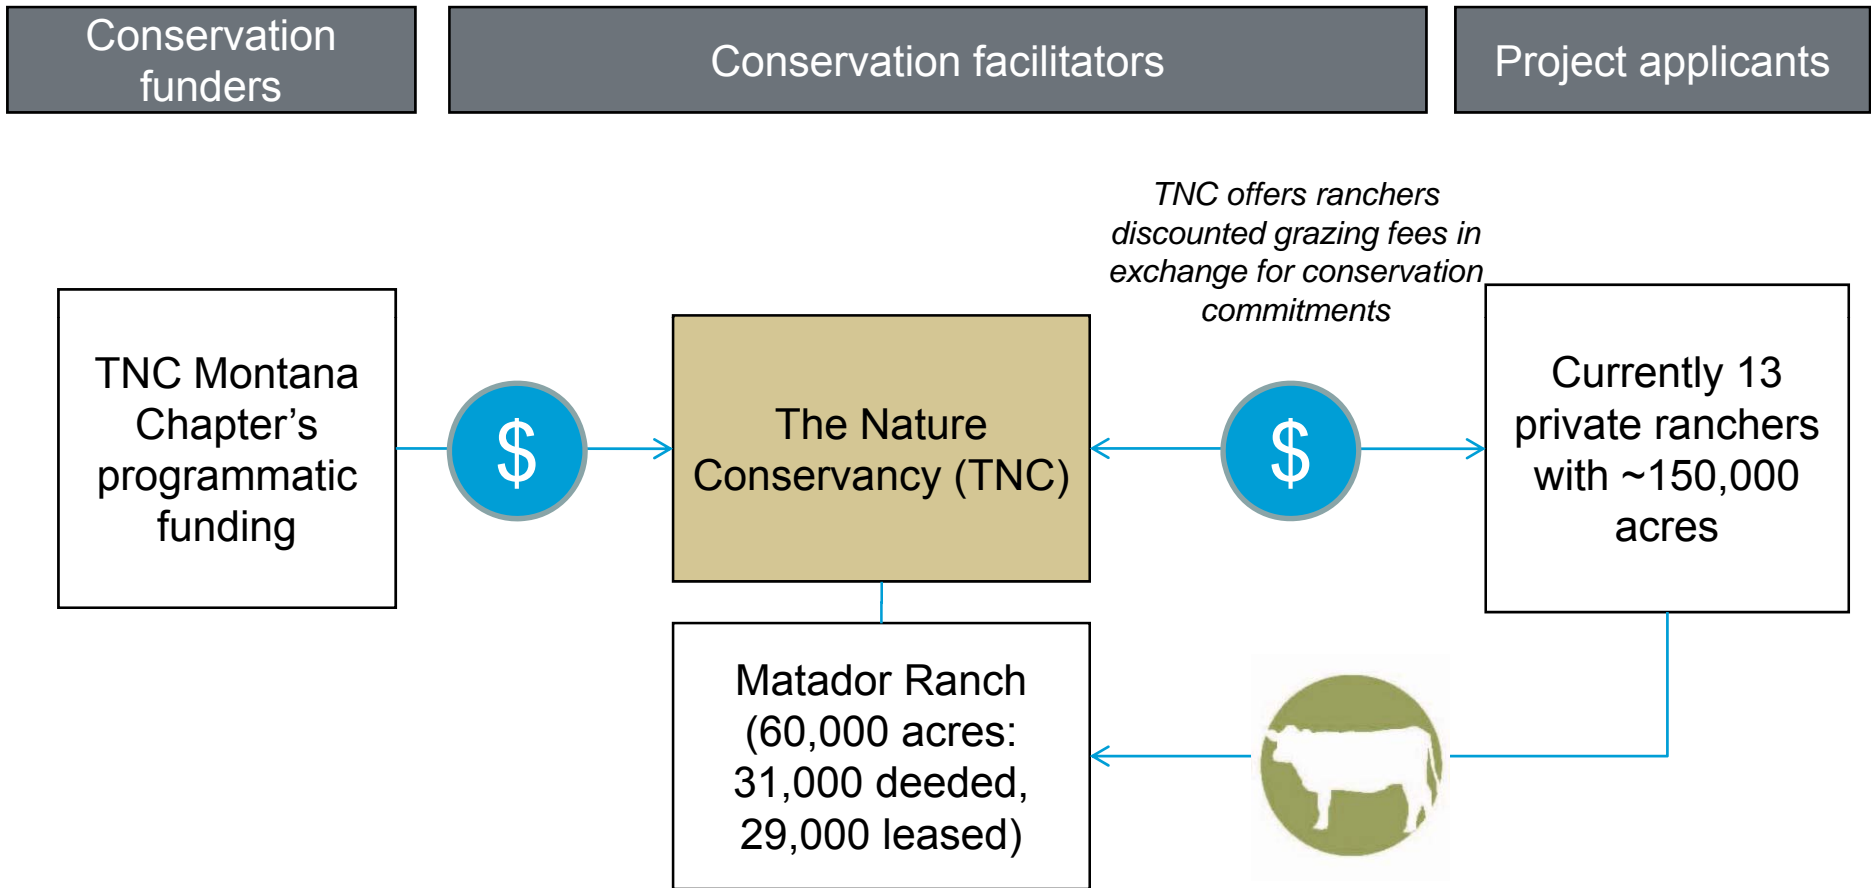 Conservation
funders
Conservation facilitators
Project applicants
TNC offers ranchers
discounted grazing fees in
exchange for conservation
commitments
TNC Montana
Chapter’s
programmatic
funding
$
The Nature
Conservancy (TNC)
$
Currently 13
private ranchers
with ~150,000
acres
Matador Ranch
(60,000 acres:
31,000 deeded,
29,000 leased)